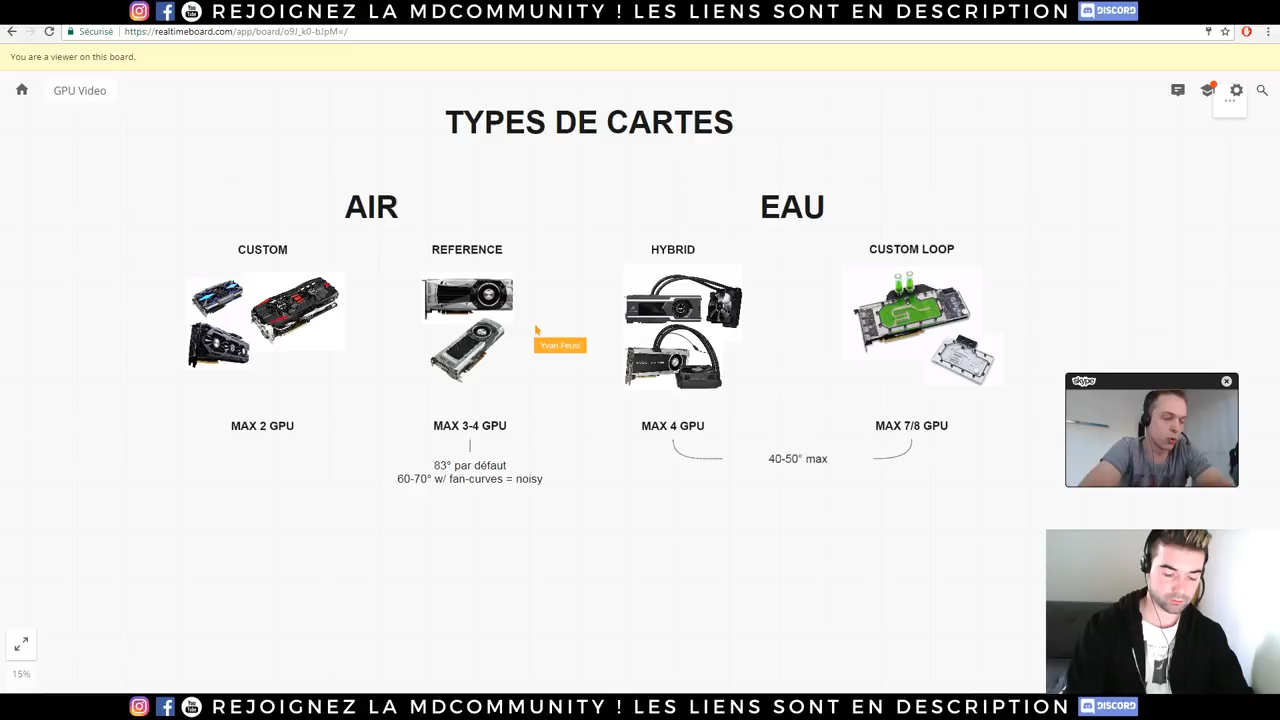 REJOIGNEZ LA MDCOMMUNITY ! LES LIENS SONT EN DESCRIPTION DISCORD
Sécurisé https://realtimeboard.com/app/board/o9J_k0-bJpM=/
You are a viewer on this board.
GPU Video
TYPES DE CARTES
AIR EAU
CUSTOM REFERENCE HYBRID CUSTOM LOOP
Yvan Feusi
skype
MAX 2 GPU MAX 3-4 GPU MAX 4 GPU MAX 7/8 GPU
40-50° max
83° par défaut
60-70° w/ fan-curves = noisy
15%
REJOIGNEZ LA MDCOMMUNITY ! LES LIENS SONT EN DESCRIPTION DISCORD